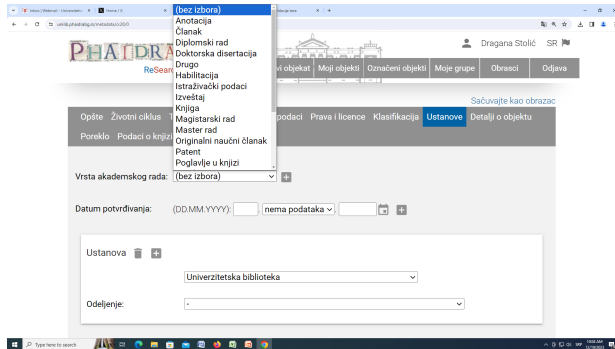 (bez izbora)
Anotacija
Članak
Diplomski rad
Doktorska disertacija
Drugo
Habilitacija
Istraživački podaci
Izveštaj
Knjiga
Magistarski rad
Master rad
Originalni naučni članak
Patent
Poglavlje u knjizi
PHAIDRA
Dragana Stolić SR
objekat Moji objekti Označeni objekti Moje grupe Obrasci Odjava
Sačuvajte kao obrazac
Opšte Životni ciklus podaci Prava i licence Klasifikacija Ustanove Detalji o objektu
Poreklo Podaci o knjizi
Vrsta akademskog rada: (bez izbora)
Datum potvrđivanja: (DD.MM.YYYY): nema podataka
Ustanova
Univerzitetska biblioteka
Odeljenje: -
Type here to search